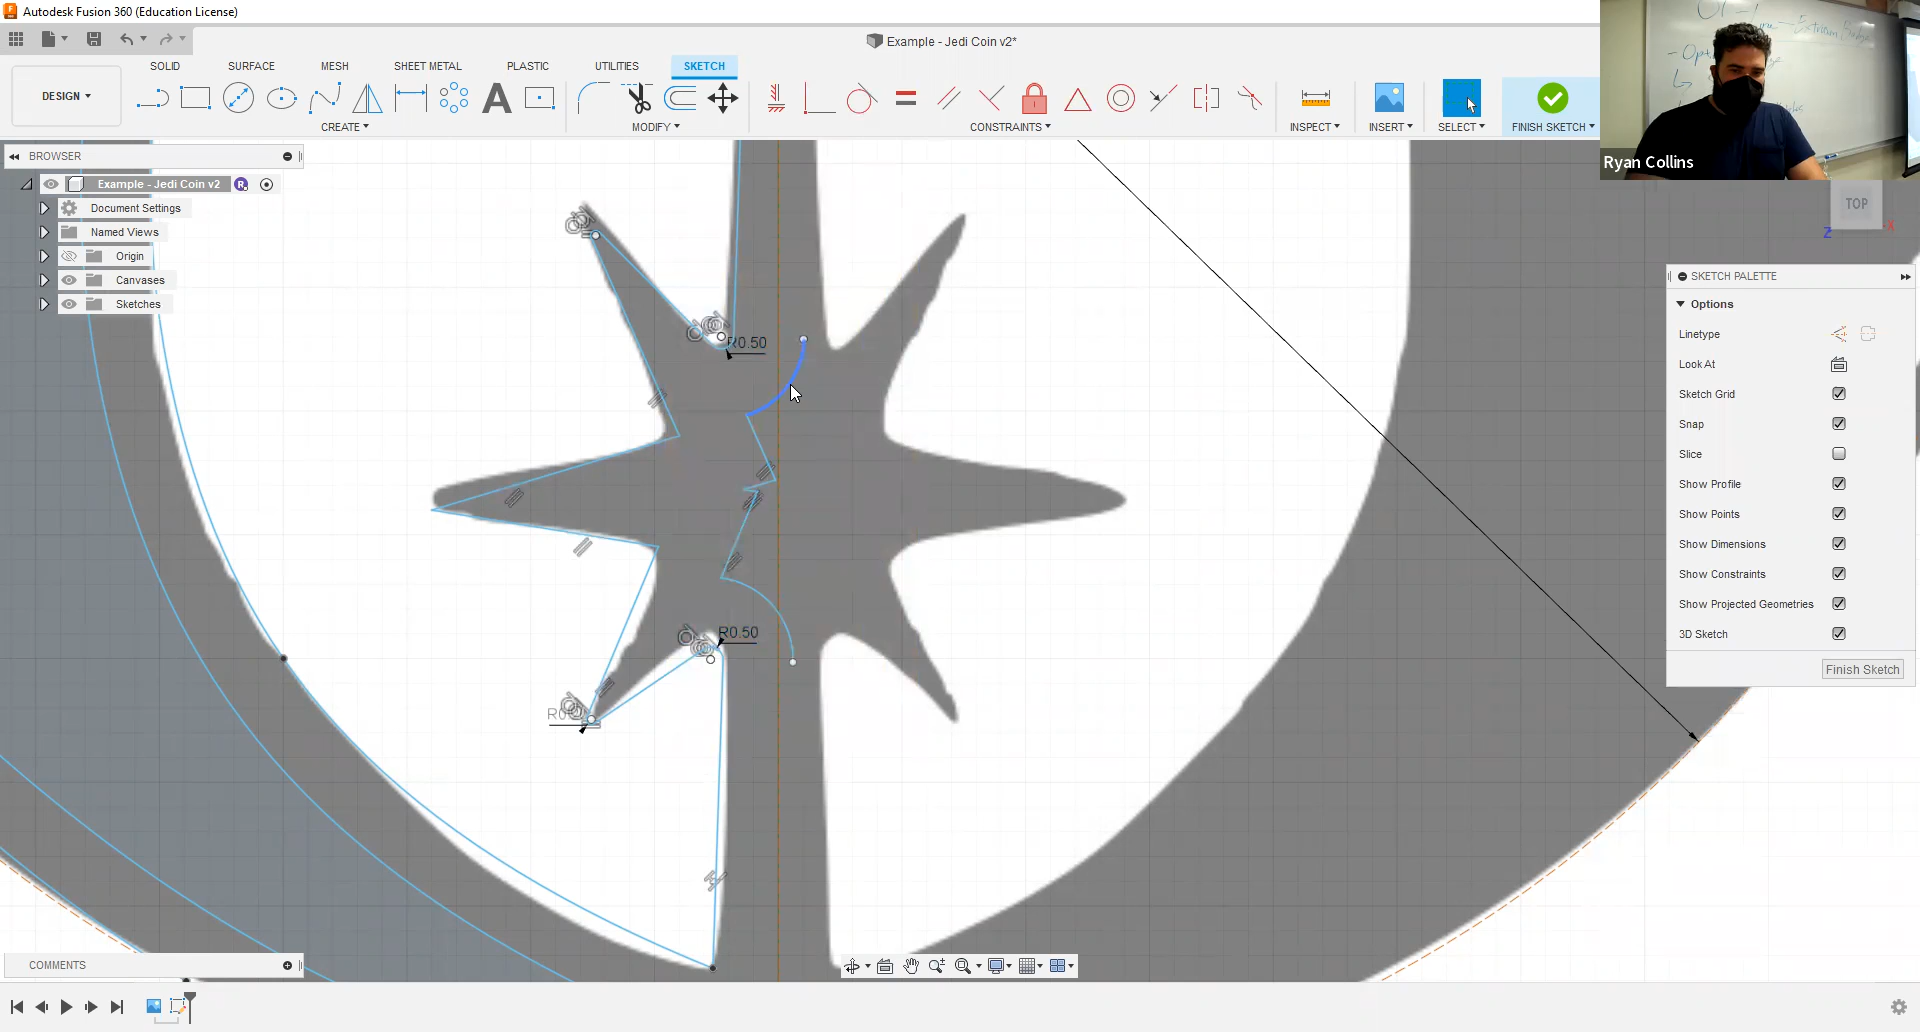 Autodesk Fusion 360 (Education License)
Example - Jedi Coin v2*
SOLID SURFACE MESH SHEET METAL PLASTIC UTILITIES SKETCH
DESIGN
CREATE MODIFY CONSTRAINTS INSPECT INSERT SELECT FINISH SKETCH
Ryan Collins
BROWSER
Example - Jedi Coin v2
Document Settings
Named Views
Origin
Canvases
Sketches
TOP
Z
X
SKETCH PALETTE
Options
Linetype
Look At
Sketch Grid
Snap
Slice
Show Profile
Show Points
Show Dimensions
Show Constraints
Show Projected Geometries
3D Sketch
Finish Sketch
R0.50
R0.50
COMMENTS